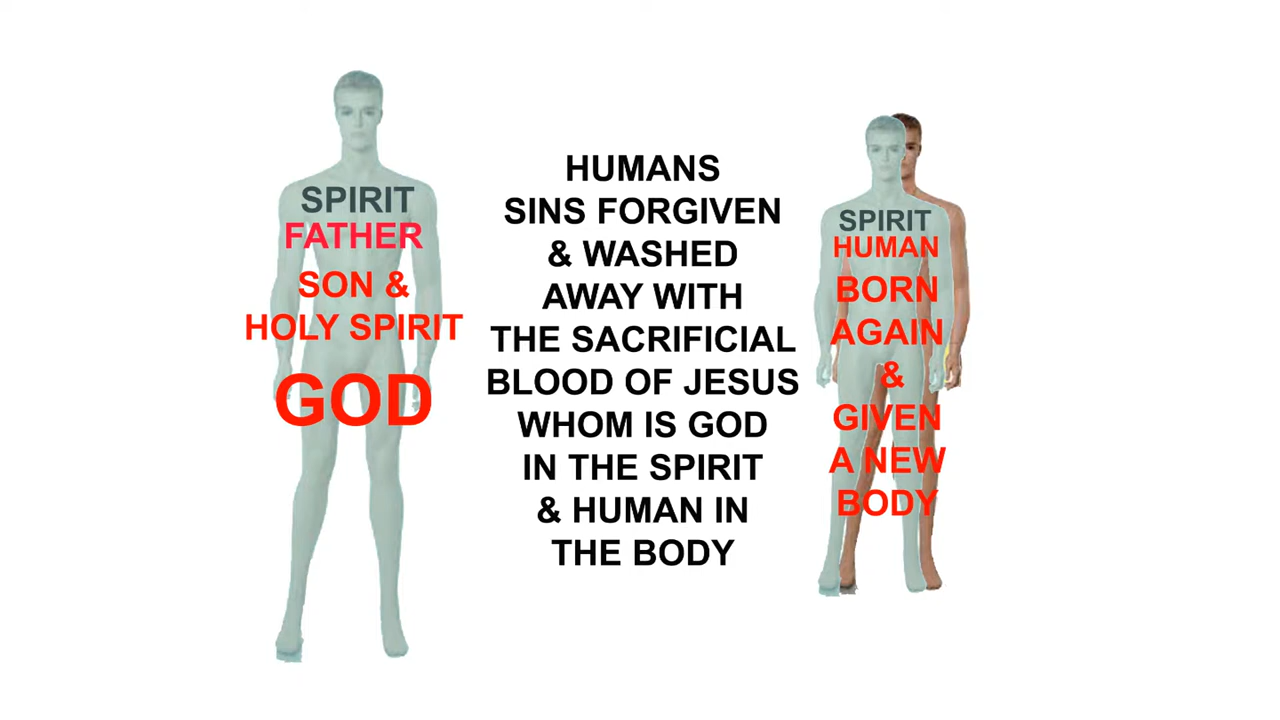 SPIRIT
FATHER
SON &
HOLY SPIRIT
GOD
HUMANS
SINS FORGIVEN
& WASHED
AWAY WITH
THE SACRIFICIAL
BLOOD OF JESUS
WHOM IS GOD
IN THE SPIRIT
& HUMAN IN
THE BODY
SPIRIT
HUMAN
BORN
AGAIN
&
GIVEN
A NEW
BODY